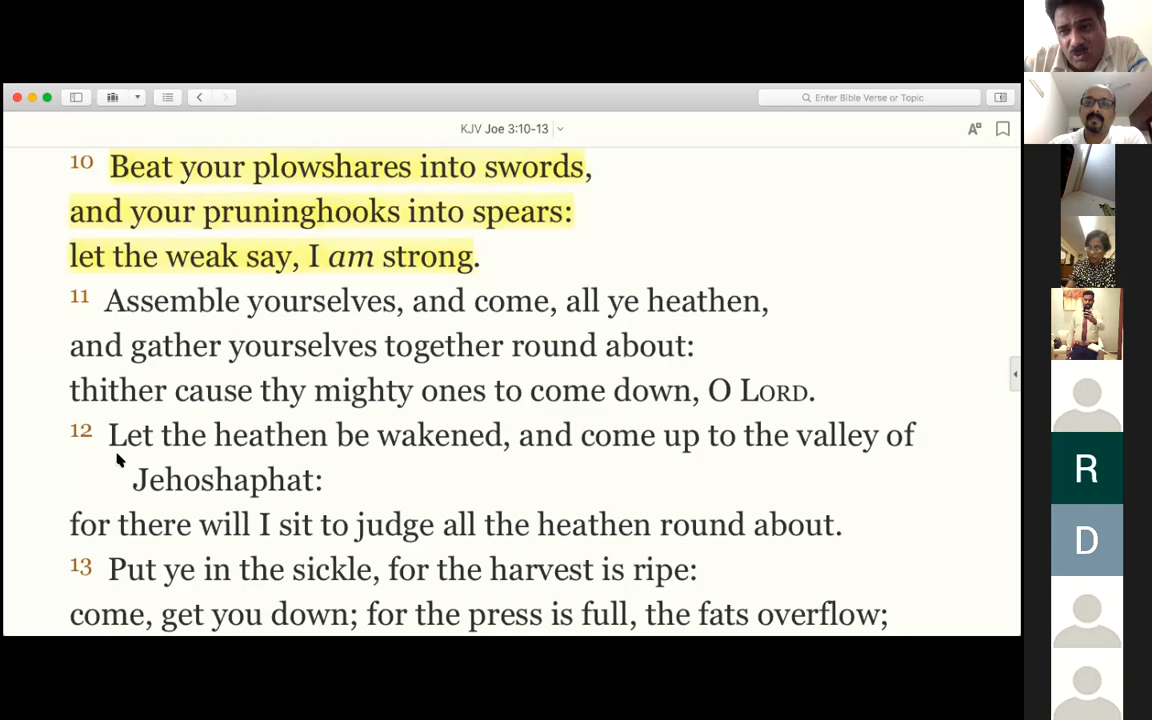 Enter Bible Verse or Topic
KJV Joe 3:10-13
10 Beat your plowshares into swords,
and your pruninghooks into spears:
let the weak say, I am strong.
11 Assemble yourselves, and come, all ye heathen,
and gather yourselves together round about:
thither cause thy mighty ones to come down, O LORD.
12 Let the heathen be wakened, and come up to the valley of
Jehoshaphat:
for there will I sit to judge all the heathen round about.
13 Put ye in the sickle, for the harvest is ripe:
come, get you down; for the press is full, the fats overflow;
R
D